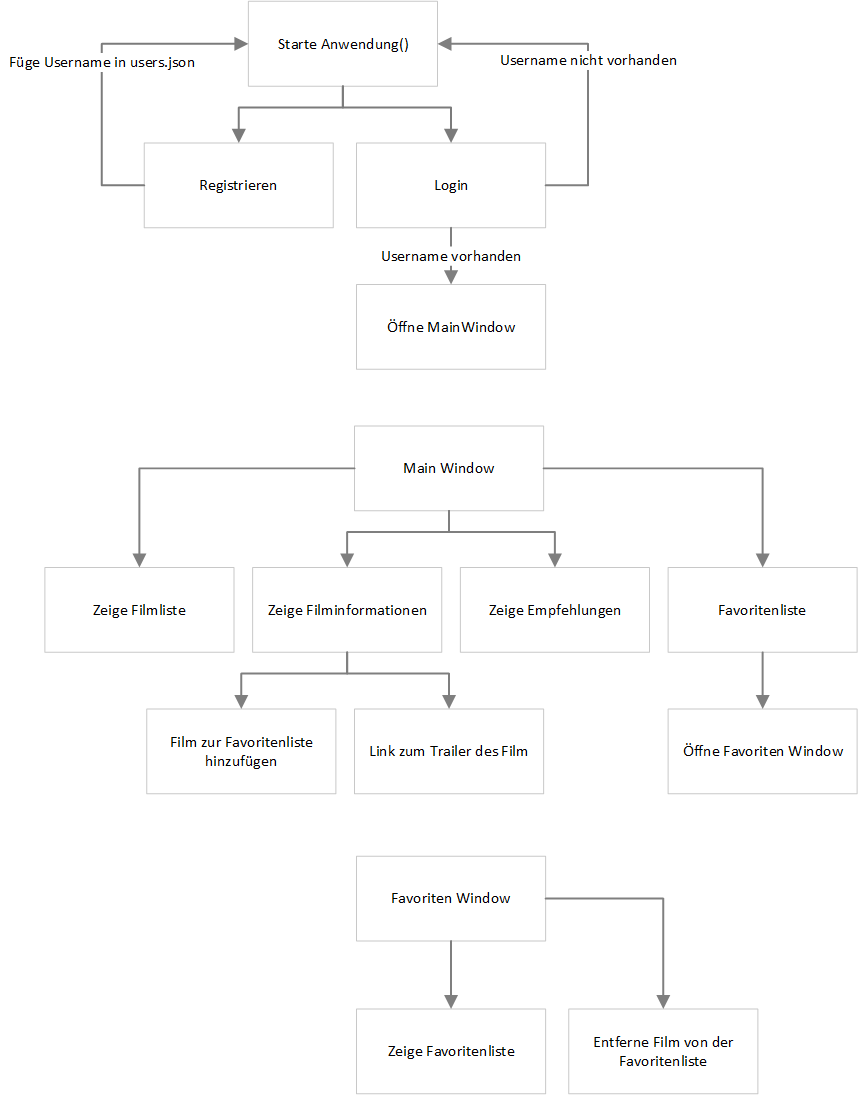 Starte Anwendung()
Füge Username in users.json
Username nicht vorhanden
Registrieren
Login
Username vorhanden
Öffne MainWindow
Main Window
Zeige Filmliste
Zeige Filminformationen
Zeige Empfehlungen
Favoritenliste
Film zur Favoritenliste
hinzufügen
Link zum Trailer des Film
Öffne Favoriten Window
Favoriten Window
Zeige Favoritenliste
Entferne Film von der
Favoritenliste